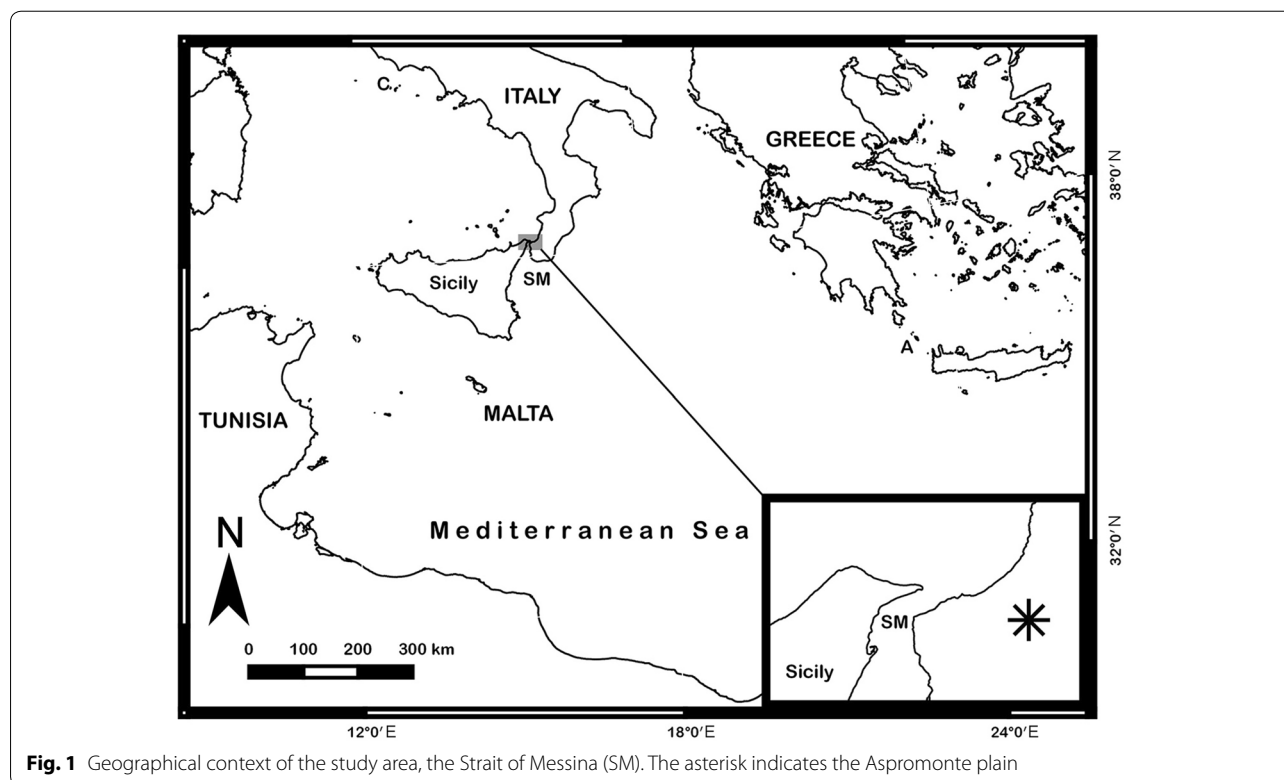 C
ITALY
GREECE
38°0′ N
Sicily
SM
A
TUNISIA
MALTA
Mediterranean Sea
32°0′ N
N
0 100 200 300 km
SM
Sicily
12°0′ E
18°0′ E
24°0′ E
Fig. 1 Geographical context of the study area, the Strait of Messina (SM). The asterisk indicates the Aspromonte plain